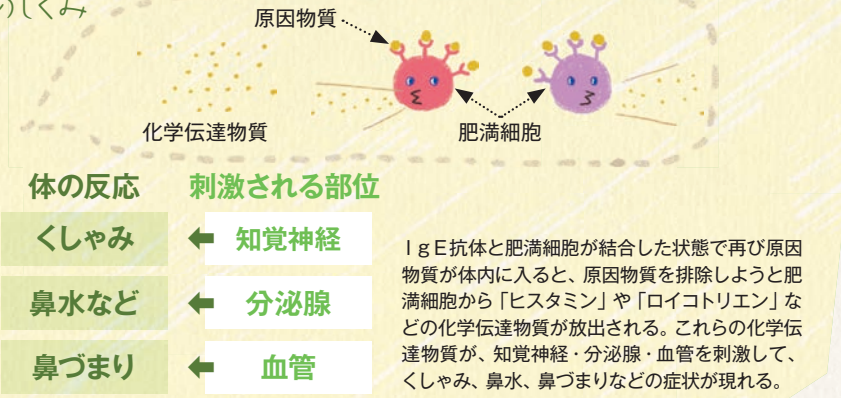 のしくみ
原因物質
化学伝達物質
肥満細胞
体の反応 刺激される部位
くしゃみ ← 知覚神経
鼻水など ← 分泌腺
鼻づまり ← 血管
ＩｇＥ抗体と肥満細胞が結合した状態で再び原因
物質が体内に入ると、原因物質を排除しようと肥
満細胞から「ヒスタミン」や「ロイコトリエン」な
どの化学伝達物質が放出される。これらの化学伝
達物質が、知覚神経・分泌腺・血管を刺激して、
くしゃみ、鼻水、鼻づまりなどの症状が現れる。